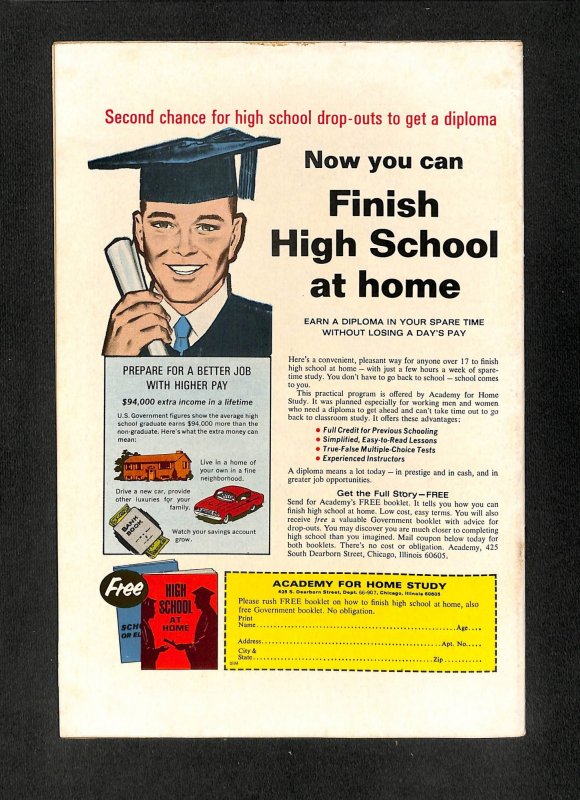 Second chance for high school drop-outs to get a diploma
Now you can
Finish
High School
at home
EARN A DIPLOMA IN YOUR SPARE TIME
WITHOUT LOSING A DAY'S PAY
PREPARE FOR A BETTER JOB
WITH HIGHER PAY
$94,000 extra income in a lifetime
U.S. Government figures show the average high
school graduate earns $94,000 more than the
non-graduate. Here's what the extra money can
mean:
Live in a home of
your own in a fine
neighborhood.
Drive a new car, provide
other luxuries for your
family.
BANK
BOOK
Watch your savings account
grow.
Here's a convenient, pleasant way for anyone over 17 to finish
high school at home – with just a few hours a week of spare-
time study. You don't have to go back to school – school comes
to you.
This practical program is offered by Academy for Home
Study. It was planned especially for working men and women
who need a diploma to get ahead and can't take time out to go
back to classroom study. It offers these advantages:
• Full Credit for Previous Schooling
• Simplified, Easy-to-Read Lessons
• True-False Multiple-Choice Tests
• Experienced Instructors
A diploma means a lot today – in prestige and in cash, and in
greater job opportunities.
Get the Full Story–FREE
Send for Academy's FREE booklet. It tells you how you can
finish high school at home. Low cost, easy terms. You will also
receive free a valuable Government booklet with advice for
drop-outs. You may discover you are much closer to completing
high school than you imagined. Mail coupon below today for
both booklets. There's no cost or obligation. Academy, 425
South Dearborn Street, Chicago, Illinois 60605.
Free
SCHO
OR EL
HIGH
SCHOOL
AT
HOME
ACADEMY FOR HOME STUDY
425 S. Dearborn Street, Dept. 66-907, Chicago, Illinois 60605
Please rush FREE booklet on how to finish high school at home, also
free Government booklet. No obligation.
Print
Name Age
Address Apt. No.
City &
State Zip